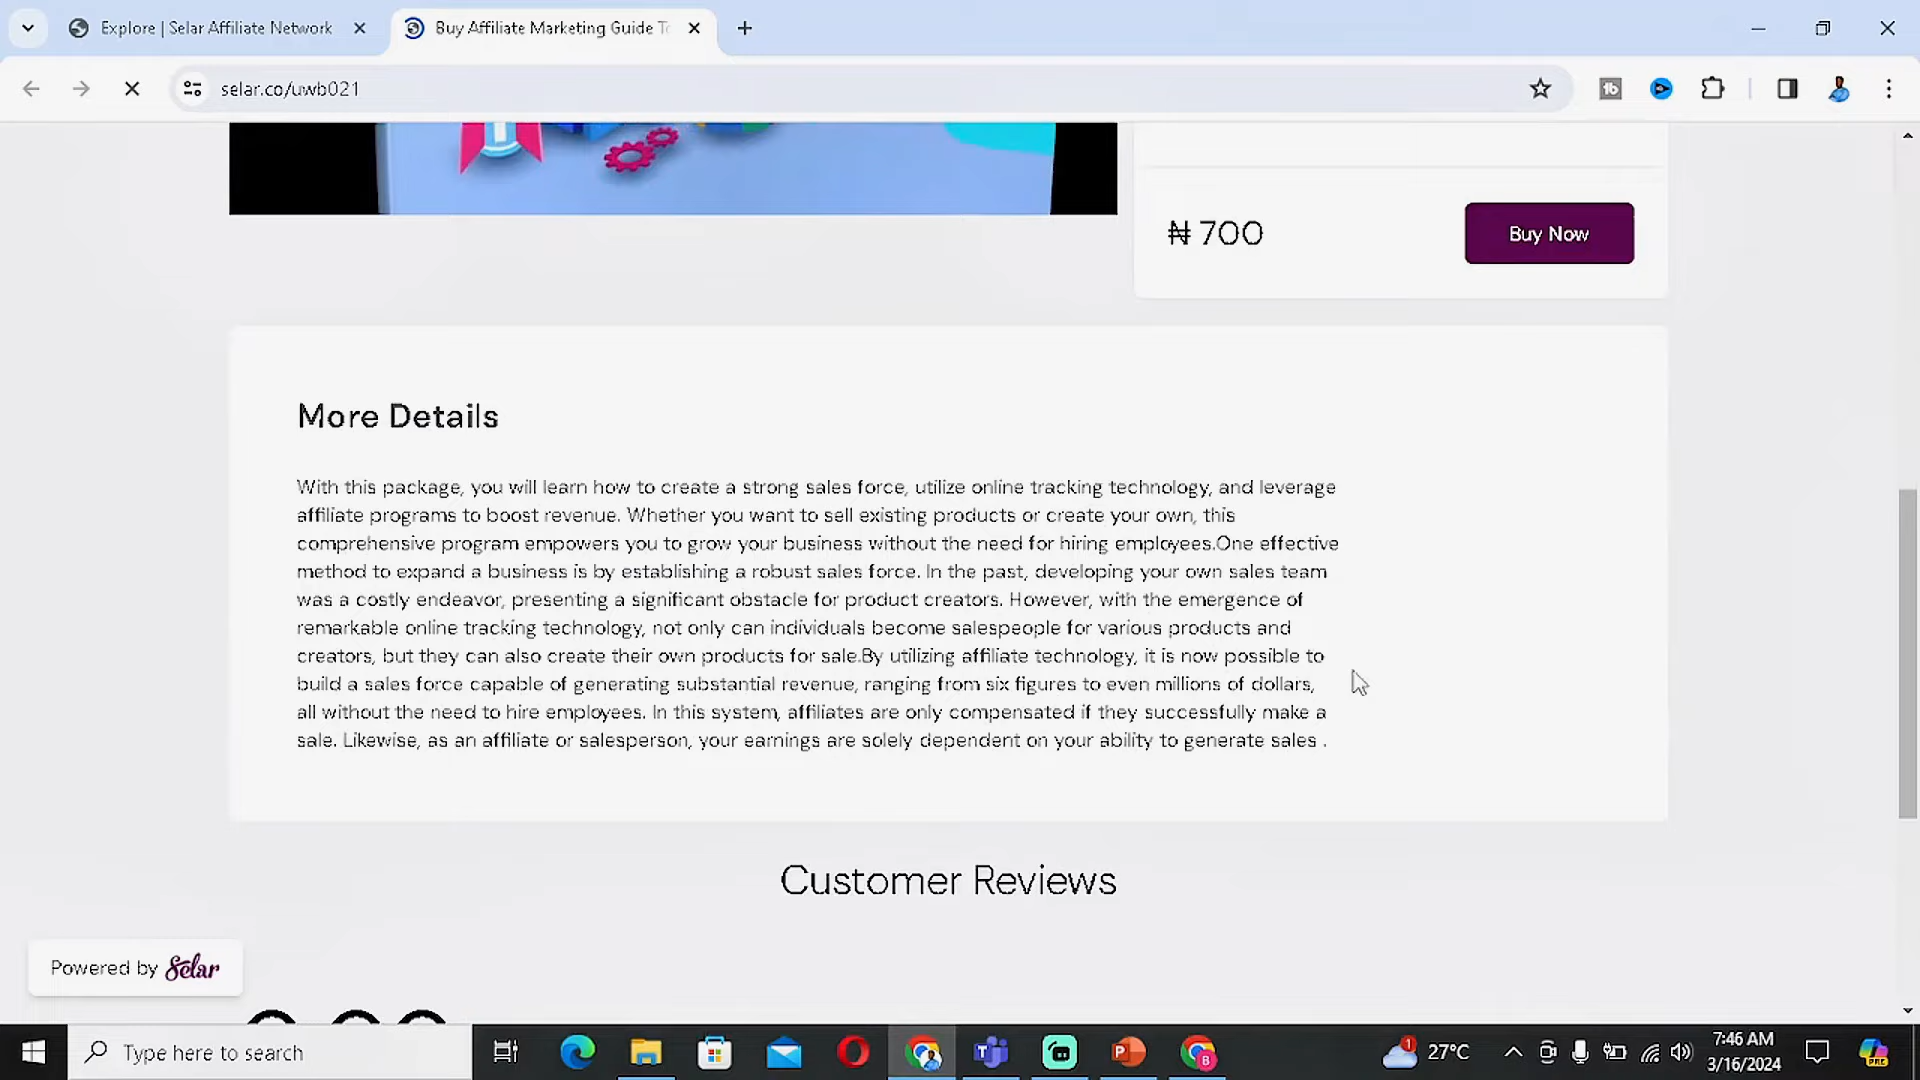 Explore | Selar Affiliate Network
Buy Affiliate Marketing Guide To
selar.co/uwb021
₦ 700
Buy Now
More Details
With this package, you will learn how to create a strong sales force, utilize online tracking technology, and leverage
affiliate programs to boost revenue. Whether you want to sell existing products or create your own, this
comprehensive program empowers you to grow your business without the need for hiring employees.One effective
method to expand a business is by establishing a robust sales force. In the past, developing your own sales team
was a costly endeavor, presenting a significant obstacle for product creators. However, with the emergence of
remarkable online tracking technology, not only can individuals become salespeople for various products and
creators, but they can also create their own products for sale.By utilizing affiliate technology, it is now possible to
build a sales force capable of generating substantial revenue, ranging from six figures to even millions of dollars,
all without the need to hire employees. In this system, affiliates are only compensated if they successfully make a
sale. Likewise, as an affiliate or salesperson, your earnings are solely dependent on your ability to generate sales .
Customer Reviews
Powered by Selar
Type here to search
1
27°C
7:46 AM
3/16/2024